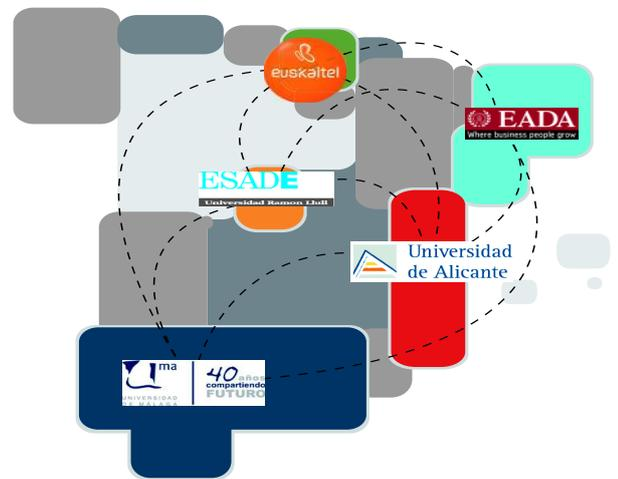 euskaltel
EADA
Where business people grow
ESADE
Universidad Ramon Llull
Universidad
de Alicante
uma
UNIVERSIDAD
DE MÁLAGA
40 años
compartiendo
FUTURO